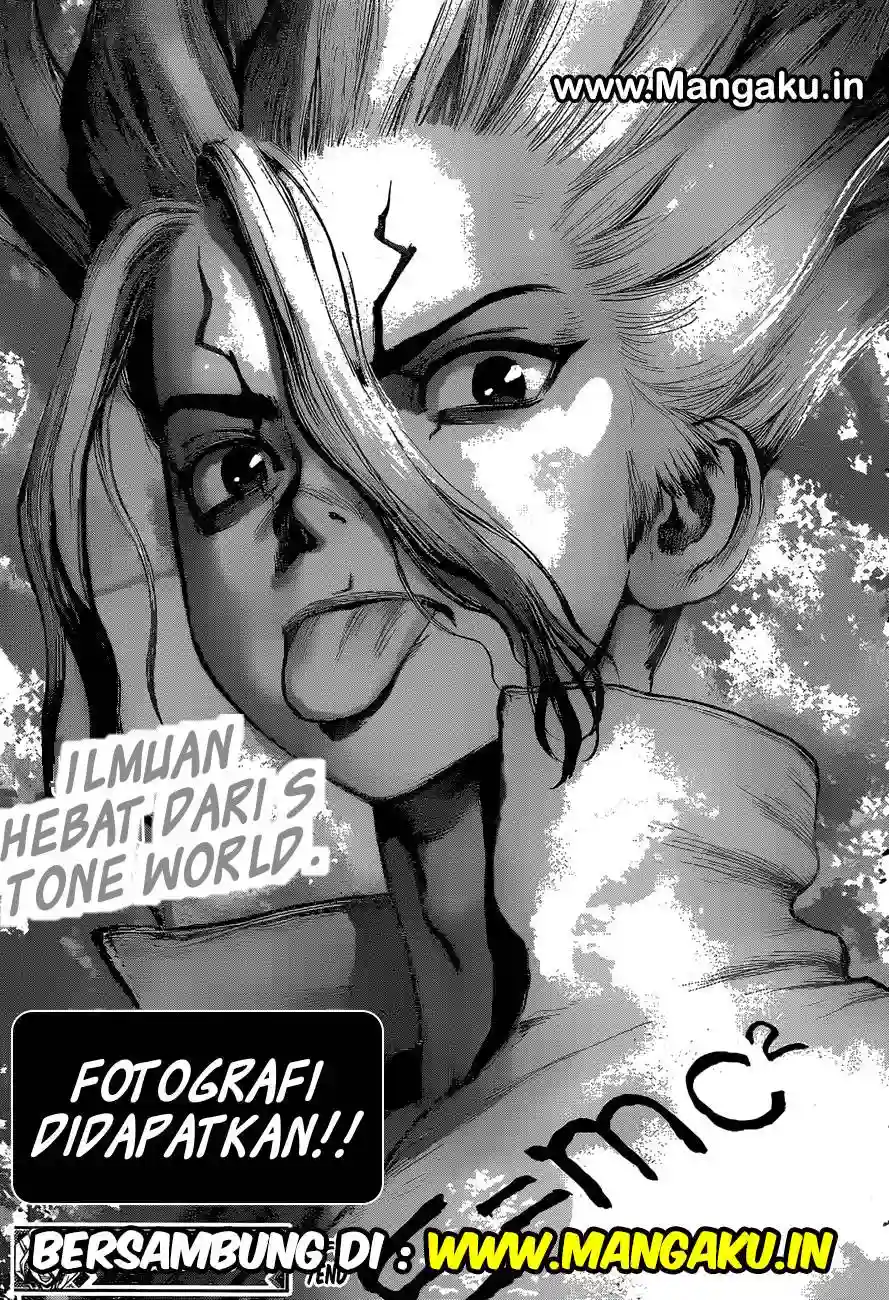 www.Mangaku.in
ILMUAN
HEBAT DARI S
TONE WORLD.
FOTOGRAFI
DIDAPATKAN!!
E=mc²
BERSAMBUNG DI : WWW.MANGAKU.IN
/END